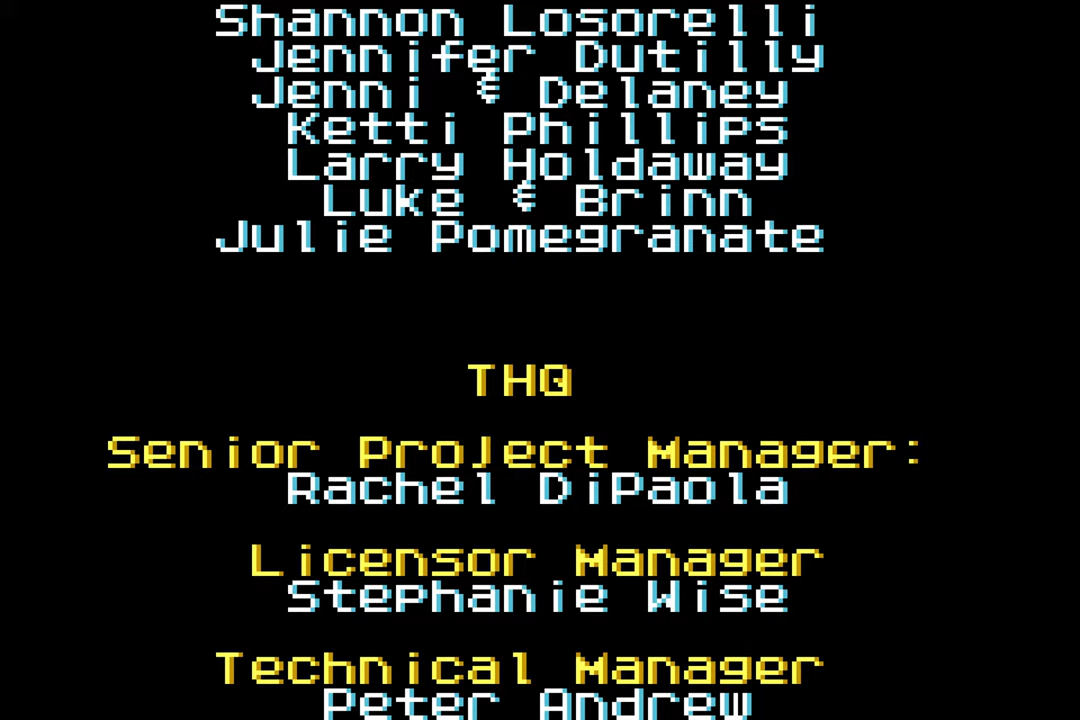 Shannon Losorelli
Jennifer Dutilly
Jenni & Delaney
Ketti Phillips
Larry Holdaway
Luke & Brinn
Julie Pomegranate
THQ
Senior Project Manager:
Rachel DiPaola
Licensor Manager
Stephanie Wise
Technical Manager
Peter Andrew